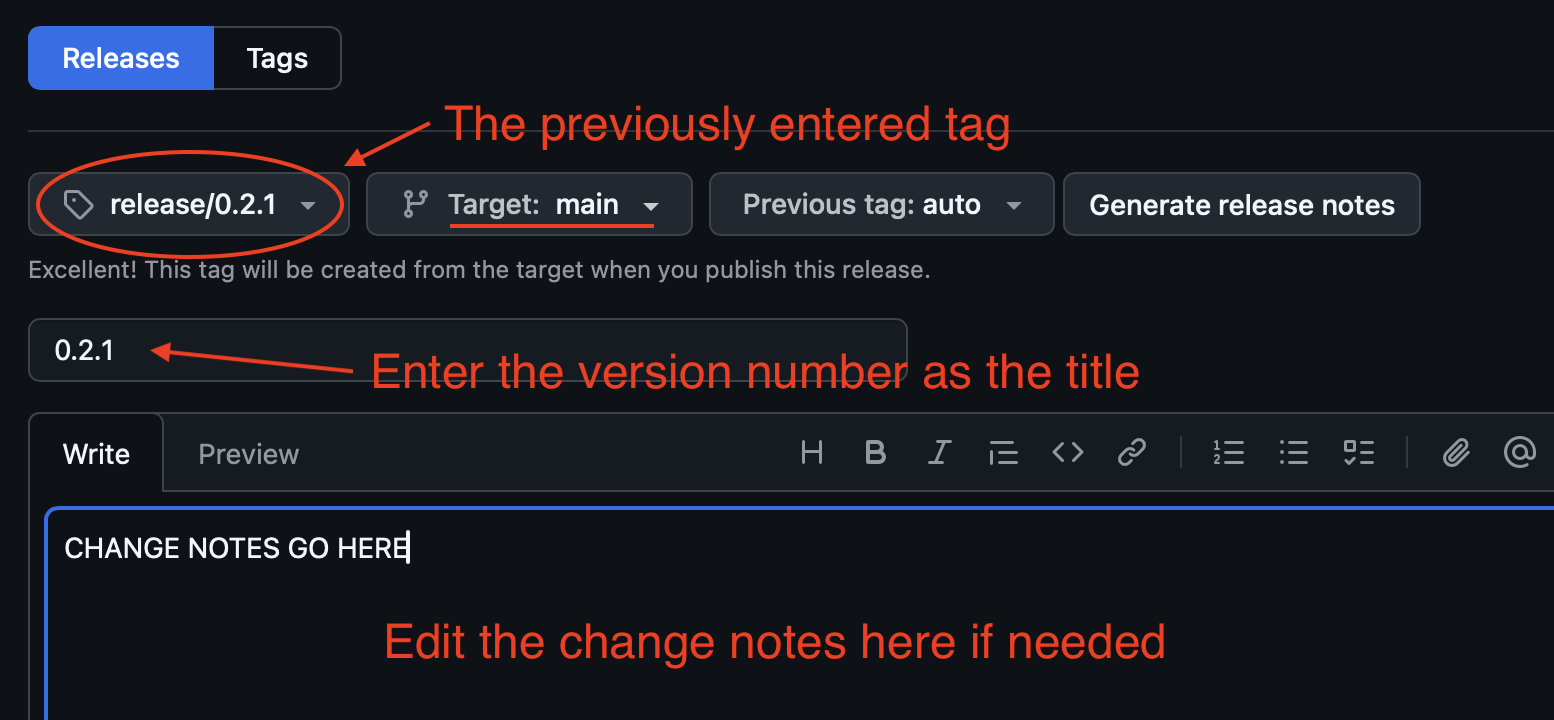 Releases Tags
The previously entered tag
release/0.2.1 Target: main Previous tag: auto Generate release notes
Excellent! This tag will be created from the target when you publish this release.
0.2.1
Enter the version number as the title
Write Preview
CHANGE NOTES GO HERE
Edit the change notes here if needed